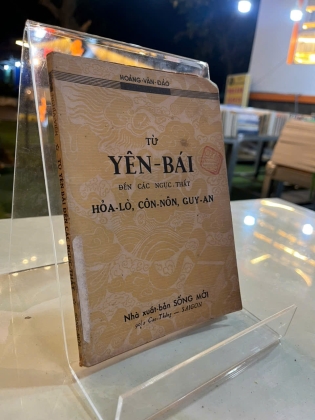 HOÀNG-VĂN-ĐÀO
TỪ
YÊN-BÁI
ĐẾN CÁC NGỤC THẤT
HỎA-LÒ, CÔN-NÔN, GUY-AN
Nhà xuất-bản SỐNG MỚI
SAIGON